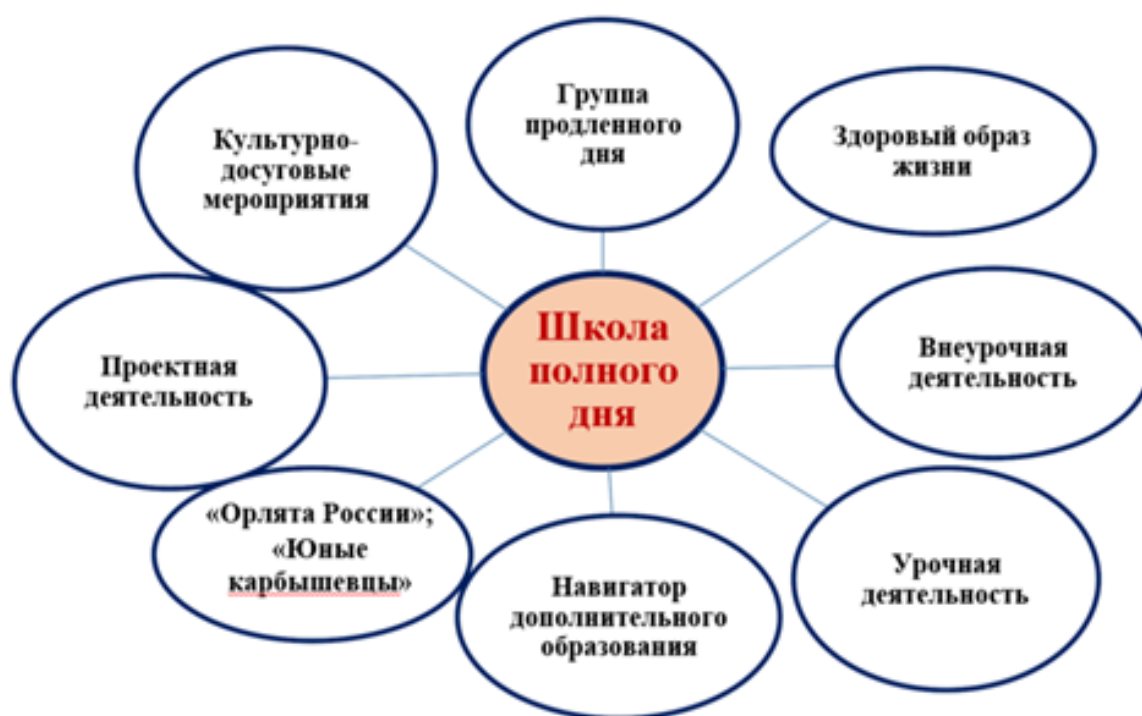 Группа
продленного
дня
Культурно-
досуговые
мероприятия
Здоровый образ
жизни
Школа
полного
дня
Проектная
деятельность
Внеурочная
деятельность
«Орлята России»;
«Юные
карбышевцы»
Навигатор
дополнительного
образования
Урочная
деятельность